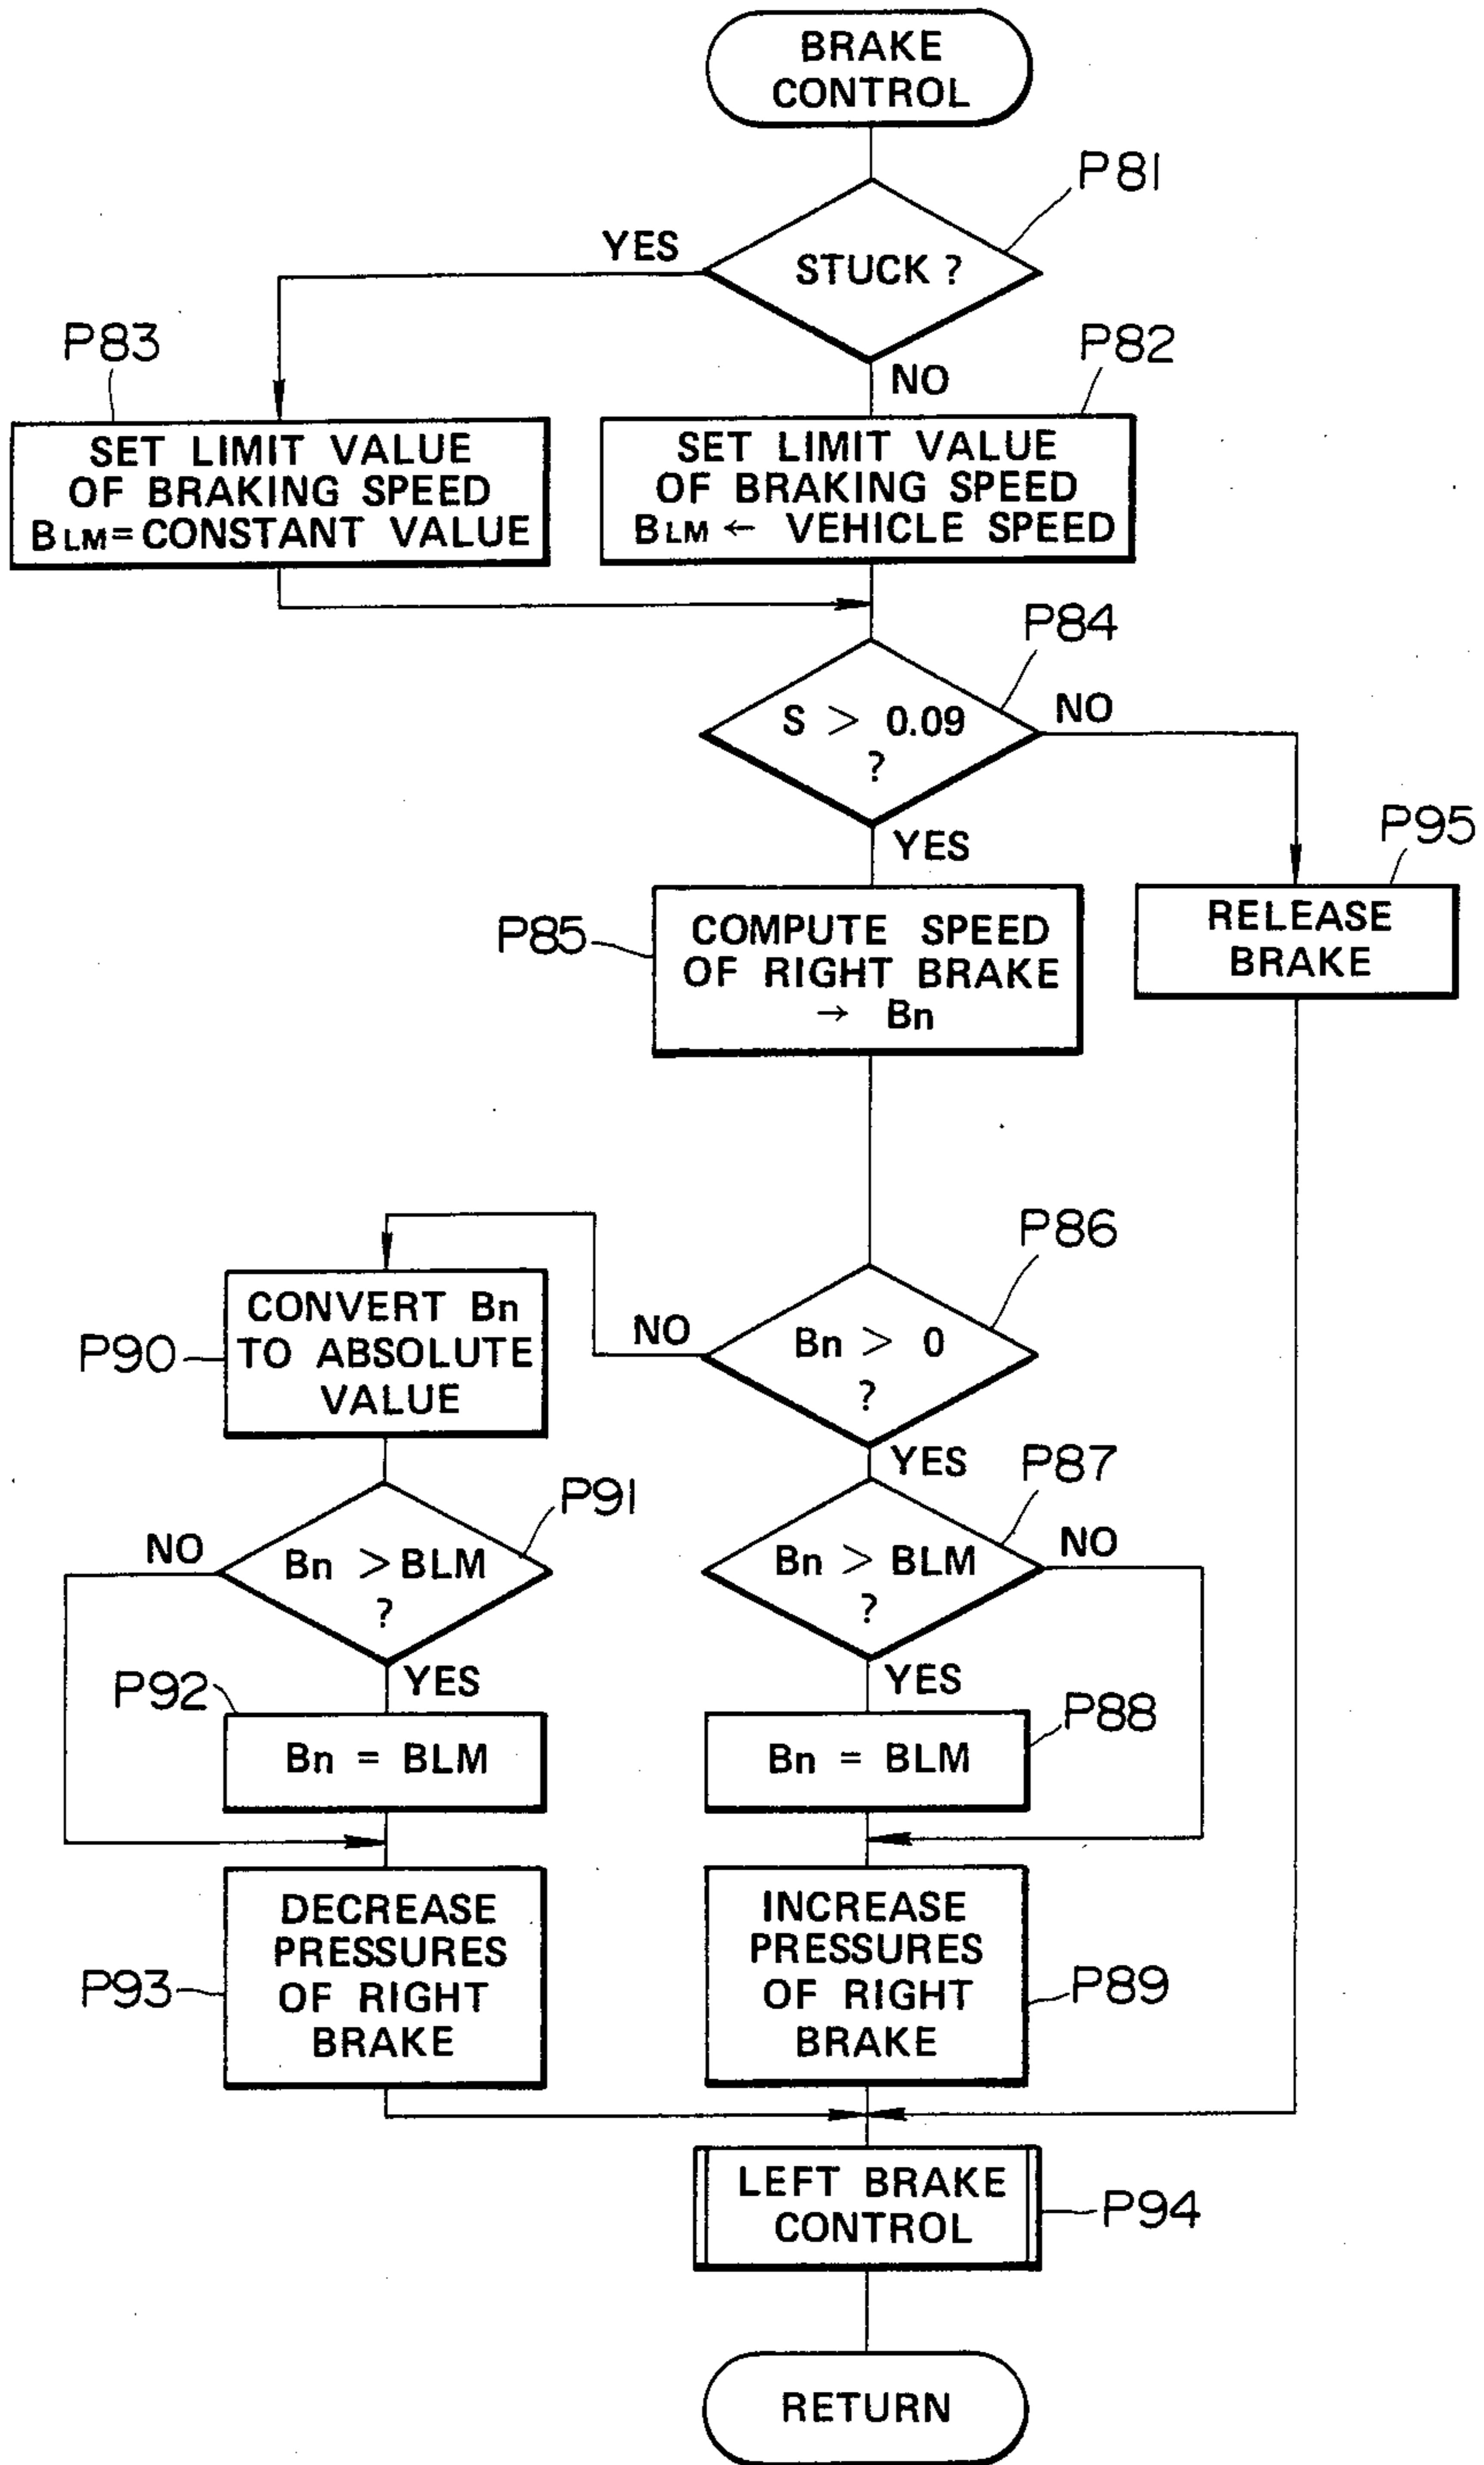 BRAKE
CONTROL
P81
YES
STUCK ?
P83
P82
NO
SET LIMIT VALUE
OF BRAKING SPEED
BLM = CONSTANT VALUE
SET LIMIT VALUE
OF BRAKING SPEED
BLM ← VEHICLE SPEED
P84
S > 0.09
?
NO
YES
P95
P85
COMPUTE SPEED
OF RIGHT BRAKE
→ Bn
RELEASE
BRAKE
P86
P90
CONVERT Bn
TO ABSOLUTE
VALUE
NO
Bn > 0
?
YES
P87
P91
NO
Bn > BLM
?
Bn > BLM
?
NO
P92
YES
YES
P88
Bn = BLM
Bn = BLM
P93
DECREASE
PRESSURES
OF RIGHT
BRAKE
INCREASE
PRESSURES
OF RIGHT
BRAKE
P89
LEFT BRAKE
CONTROL
P94
RETURN